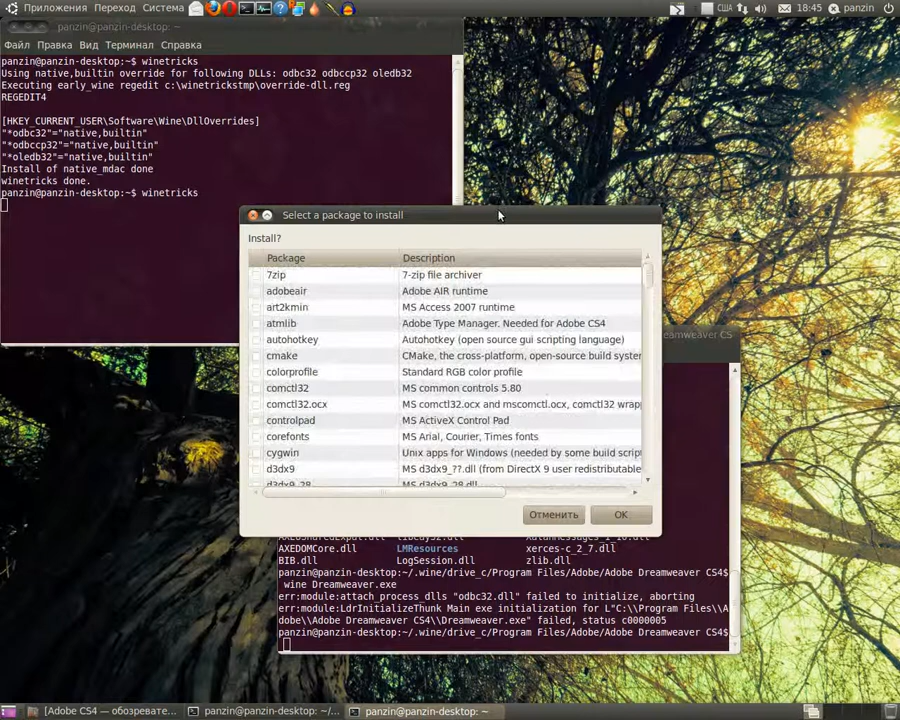 Приложения Переход Система
США 18:45 panzin
panzin@panzin-desktop: ~
Файл Правка Вид Терминал Справка
panzin@panzin-desktop:~$ winetricks
Using native,builtin override for following DLLs: odbc32 odbccp32 oledb32
Executing early_wine regedit c:\winetrickstmp\override-dll.reg
REGEDIT4
[HKEY_CURRENT_USER\Software\Wine\DllOverrides]
"*odbc32"="native,builtin"
"*odbccp32"="native,builtin"
"*oledb32"="native,builtin"
Install of native_mdac done
winetricks done.
panzin@panzin-desktop:~$ winetricks
Select a package to install
Install?
Package Description
7zip 7-zip file archiver
adobeair Adobe AIR runtime
art2kmin MS Access 2007 runtime
atmlib Adobe Type Manager. Needed for Adobe CS4
autohotkey Autohotkey (open source gui scripting language)
cmake CMake, the cross-platform, open-source build system
colorprofile Standard RGB color profile
comctl32 MS common controls 5.80
comctl32.ocx MS comctl32.ocx and mscomctl.ocx, comctl32 wrapp
controlpad MS ActiveX Control Pad
corefonts MS Arial, Courier, Times fonts
cygwin Unix apps for Windows (needed by some build script
d3dx9 MS d3dx9_??.dll (from DirectX 9 user redistributable
d3dx9_28 MS d3dx9_28.dll
Отменить OK
eamweaver CS
AXEDOMCore.dll LMResources xerces-c_2_7.dll
BIB.dll LogSession.dll zlib.dll
panzin@panzin-desktop:~/.wine/drive_c/Program Files/Adobe/Adobe Dreamweaver CS4$
wine Dreamweaver.exe
err:module:attach_process_dlls "odbc32.dll" failed to initialize, aborting
err:module:LdrInitializeThunk Main exe initialization for L"C:\\Program Files\\A
dobe\\Adobe Dreamweaver CS4\\Dreamweaver.exe" failed, status c0000005
panzin@panzin-desktop:~/.wine/drive_c/Program Files/Adobe/Adobe Dreamweaver CS4$
[Adobe CS4 — обозревате... panzin@panzin-desktop: ~/... panzin@panzin-desktop: ~